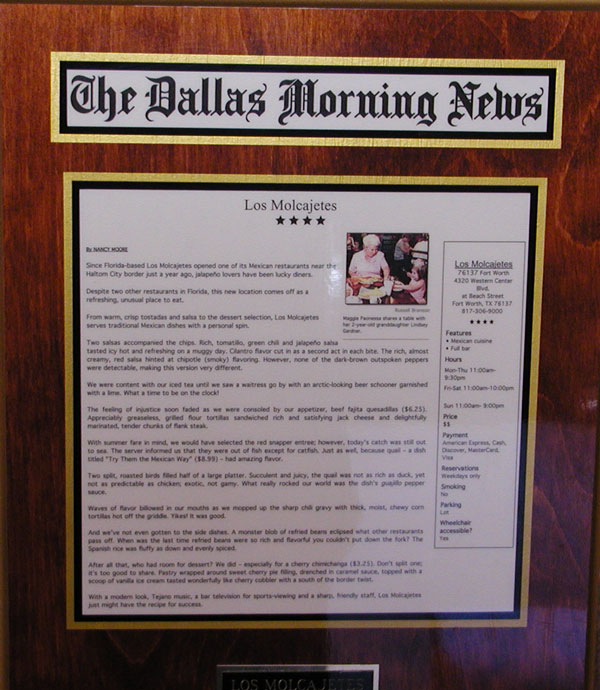 The Dallas Morning News
Los Molcajetes
★★★★
By NANCY MOORE
Since Florida-based Los Molcajetes opened one of its Mexican restaurants near the
Haltom City border just a year ago, jalapeño lovers have been lucky diners.
Despite two other restaurants in Florida, this new location comes off as a
refreshing, unusual place to eat.
From warm, crisp tostadas and salsa to the dessert selection, Los Molcajetes
serves traditional Mexican dishes with a personal spin.
Russell Bronson
Maggie Fawnessa shares a table with
her 2-year-old granddaughter Lindsey
Gardner.
Two salsas accompanied the chips. Rich, tomatillo, green chili and jalapeño salsa
tasted icy hot and refreshing on a muggy day. Cilantro flavor cut in as a second act in each bite. The rich, almost
creamy, red salsa hinted at chipotle (smoky) flavoring. However, none of the dark-brown outspoken peppers
were detectable, making this version very different.
We were content with our iced tea until we saw a waitress go by with an arctic-looking beer schooner garnished
with a lime. What a time to be on the clock!
The feeling of injustice soon faded as we were consoled by our appetizer, beef fajita quesadillas ($6.25).
Appreciably greaseless, grilled flour tortillas sandwiched rich and satisfying jack cheese and delightfully
marinated, tender chunks of flank steak.
With summer fare in mind, we would have selected the red snapper entree; however, today's catch was still out
to sea. The server informed us that they were out of fish except for catfish. Just as well, because quail – a dish
titled "Try Them the Mexican Way" ($8.99) – had amazing flavor.
Two split, roasted birds filled half of a large platter. Succulent and juicy, the quail was not as rich as duck, yet
not as predictable as chicken; exotic, not gamy. What really rocked our world was the dish's guajillo pepper
sauce.
Waves of flavor billowed in our mouths as we mopped up the sharp chili gravy with thick, moist, chewy corn
tortillas hot off the griddle. Yikes! It was good.
And we've not even gotten to the side dishes. A monster blob of refried beans eclipsed what other restaurants
pass off. When was the last time refried beans were so rich and flavorful you couldn't put down the fork? The
Spanish rice was fluffy as down and evenly spiced.
After all that, who had room for dessert? We did – especially for a cherry chimichanga ($3.25). Don't split one;
it's too good to share. Pastry wrapped around sweet cherry pie filling, drenched in caramel sauce, topped with a
scoop of vanilla ice cream tasted wonderfully like cherry cobbler with a south of the border twist.
With a modern look, Tejano music, a bar television for sports-viewing and a sharp, friendly staff, Los Molcajetes
just might have the recipe for success.
Los Molcajetes
76137 Fort Worth
4320 Western Center
Blvd.
at Beach Street
Fort Worth, TX 76137
817-306-9000
★★★★
Features
• Mexican cuisine
• Full bar
Hours
Mon-Thu 11:00am-
9:30pm
Fri-Sat 11:00am-10:00pm
Sun 11:00am- 9:00pm
Price
$$
Payment
American Express, Cash,
Discover, MasterCard,
Visa
Reservations
Weekdays only
Smoking
No
Parking
Lot
Wheelchair
accessible?
Yes
LOS MOLCAJETES